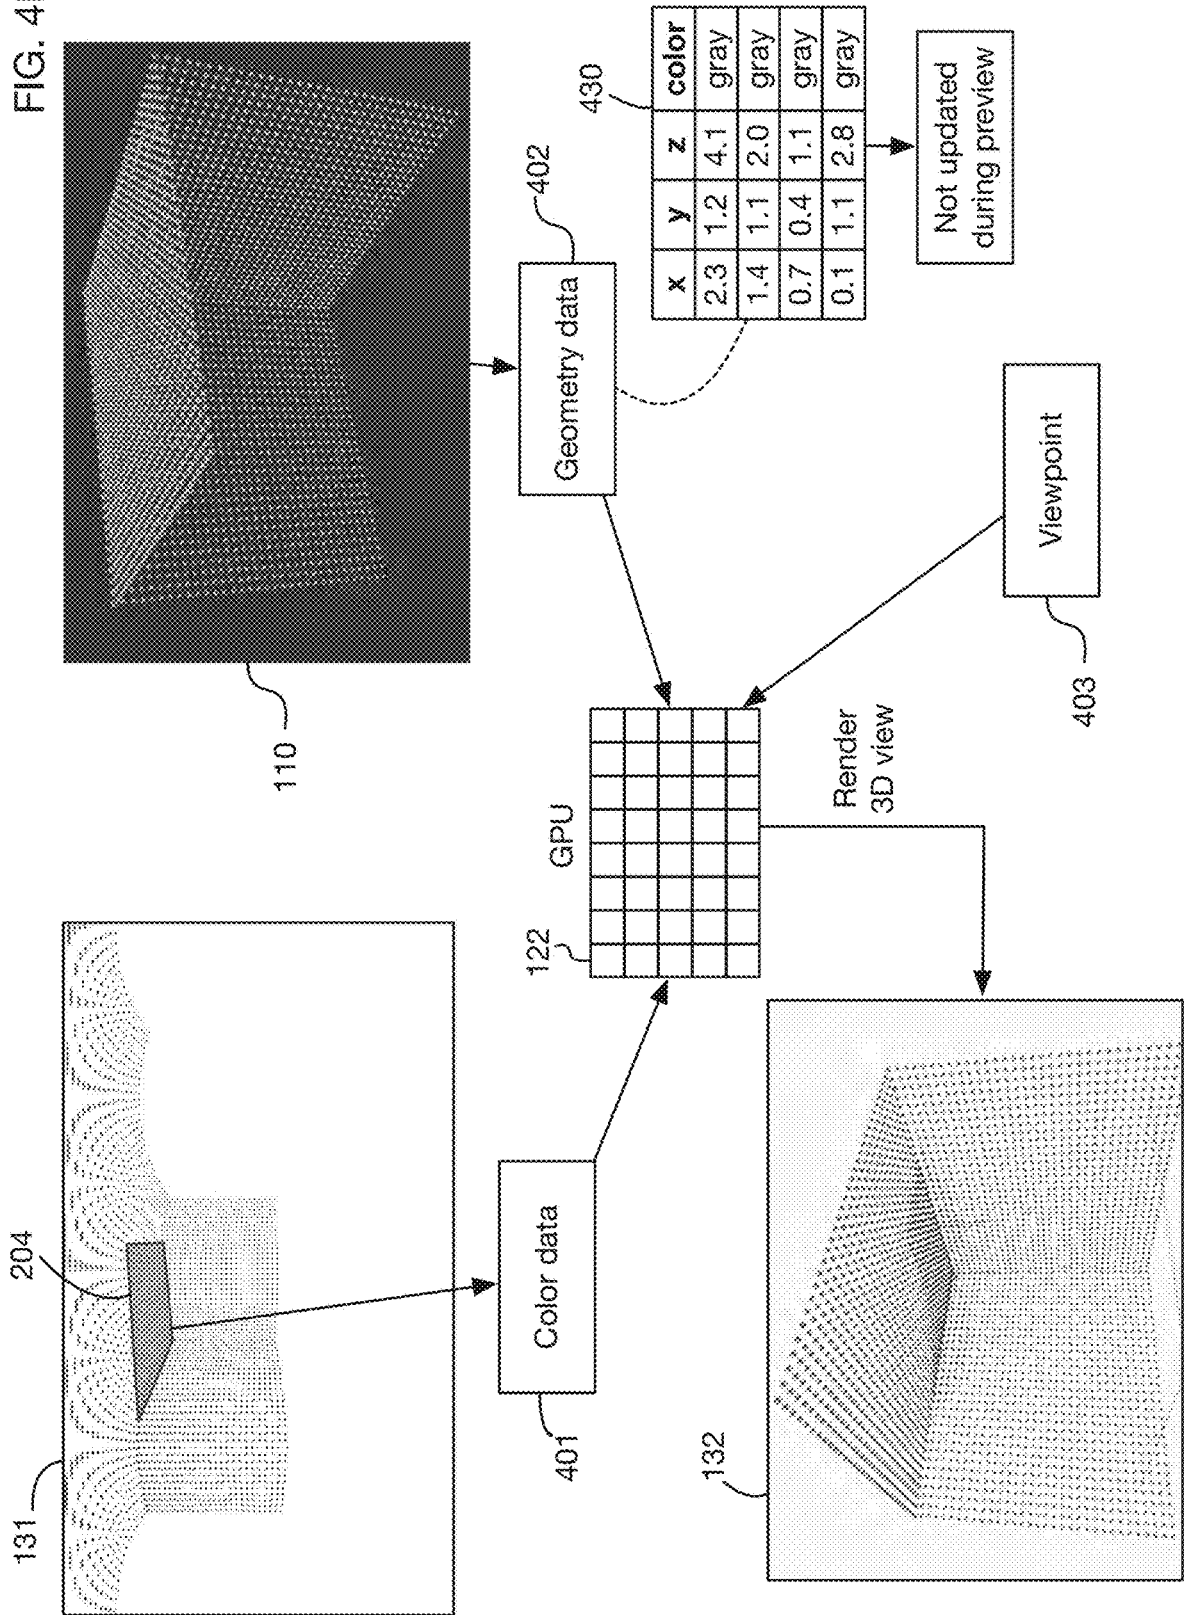 FIG. 4
131
204
110
401
Color data
122
GPU
Geometry data
402
430
x y z color
2.3 1.2 4.1 gray
1.4 1.1 2.0 gray
0.7 0.4 1.1 gray
0.1 1.1 2.8 gray
Not updated
during preview
132
Render
3D view
403
Viewpoint